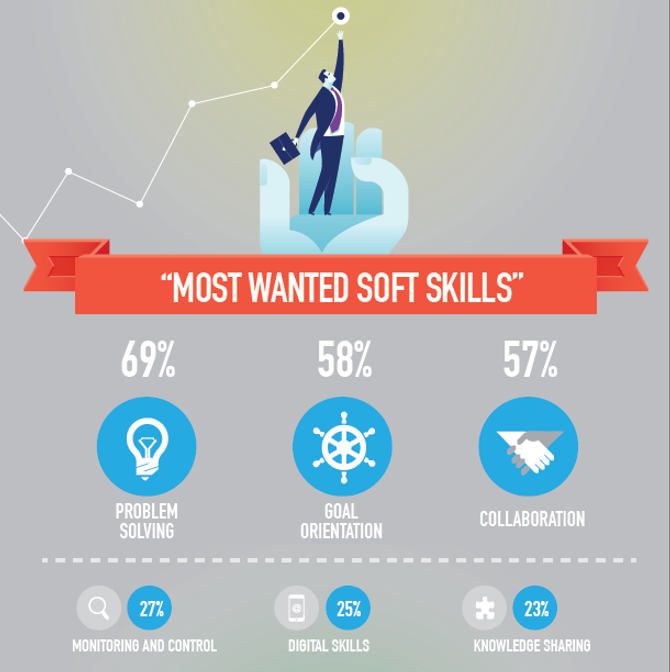 “MOST WANTED SOFT SKILLS”
69% 58% 57%
PROBLEM
SOLVING
GOAL
ORIENTATION
COLLABORATION
27% 25% 23%
MONITORING AND CONTROL DIGITAL SKILLS KNOWLEDGE SHARING